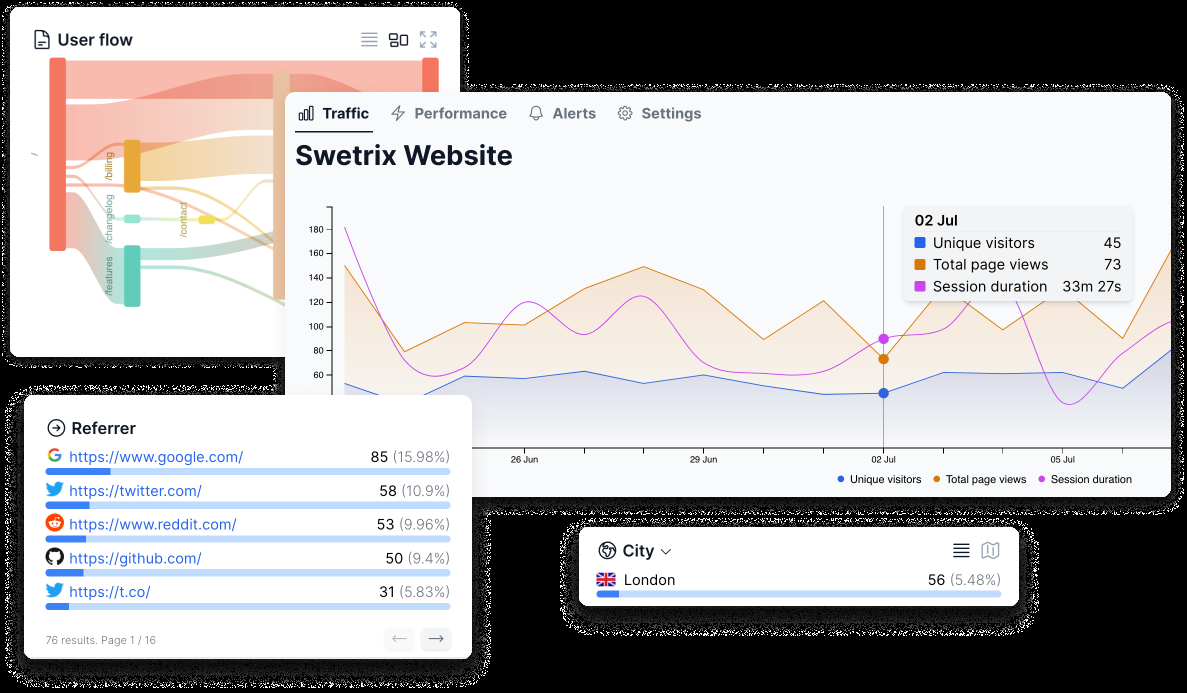 User flow
/
/billing
/changelog
/contact
/features
Traffic
Performance
Alerts
Settings
Swetrix Website
180
160
140
120
100
80
60
02 Jul
Unique visitors 45
Total page views 73
Session duration 33m 27s
26 Jun
29 Jun
02 Jul
05 Jul
Unique visitors
Total page views
Session duration
Referrer
https://www.google.com/ 85 (15.98%)
https://twitter.com/ 58 (10.9%)
https://www.reddit.com/ 53 (9.96%)
https://github.com/ 50 (9.4%)
https://t.co/ 31 (5.83%)
76 results. Page 1 / 16
← →
City
London 56 (5.48%)